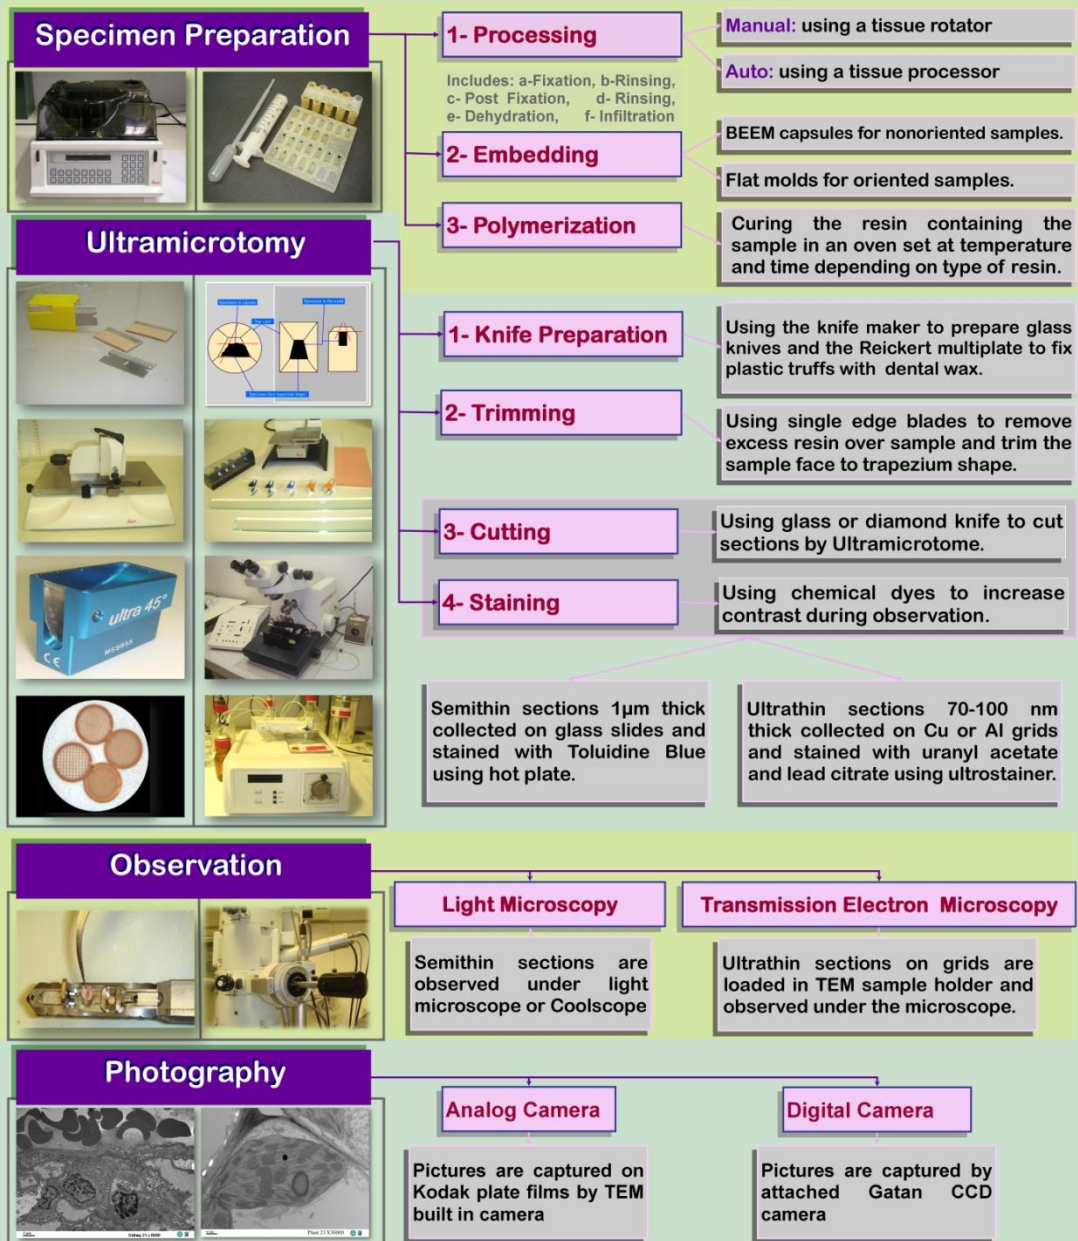 Specimen Preparation
1- Processing
Manual: using a tissue rotator
Auto: using a tissue processor
Includes: a-Fixation, b-Rinsing,
c- Post Fixation, d- Rinsing,
e- Dehydration, f- Infiltration
2- Embedding
BEEM capsules for nonoriented samples.
Flat molds for oriented samples.
3- Polymerization
Curing the resin containing the
sample in an oven set at temperature
and time depending on type of resin.
Ultramicrotomy
1- Knife Preparation
Using the knife maker to prepare glass
knives and the Reickert multiplate to fix
plastic truffs with dental wax.
2- Trimming
Using single edge blades to remove
excess resin over sample and trim the
sample face to trapezium shape.
3- Cutting
Using glass or diamond knife to cut
sections by Ultramicrotome.
4- Staining
Using chemical dyes to increase
contrast during observation.
ultra 45°
CE
Semithin sections 1µm thick
collected on glass slides and
stained with Toluidine Blue
using hot plate.
Ultrathin sections 70-100 nm
thick collected on Cu or Al grids
and stained with uranyl acetate
and lead citrate using ultrostainer.
Observation
Light Microscopy
Semithin sections are
observed under light
microscope or Coolscope
Transmission Electron Microscopy
Ultrathin sections on grids are
loaded in TEM sample holder and
observed under the microscope.
Photography
Analog Camera
Pictures are captured on
Kodak plate films by TEM
built in camera
Digital Camera
Pictures are captured by
attached Gatan CCD
camera